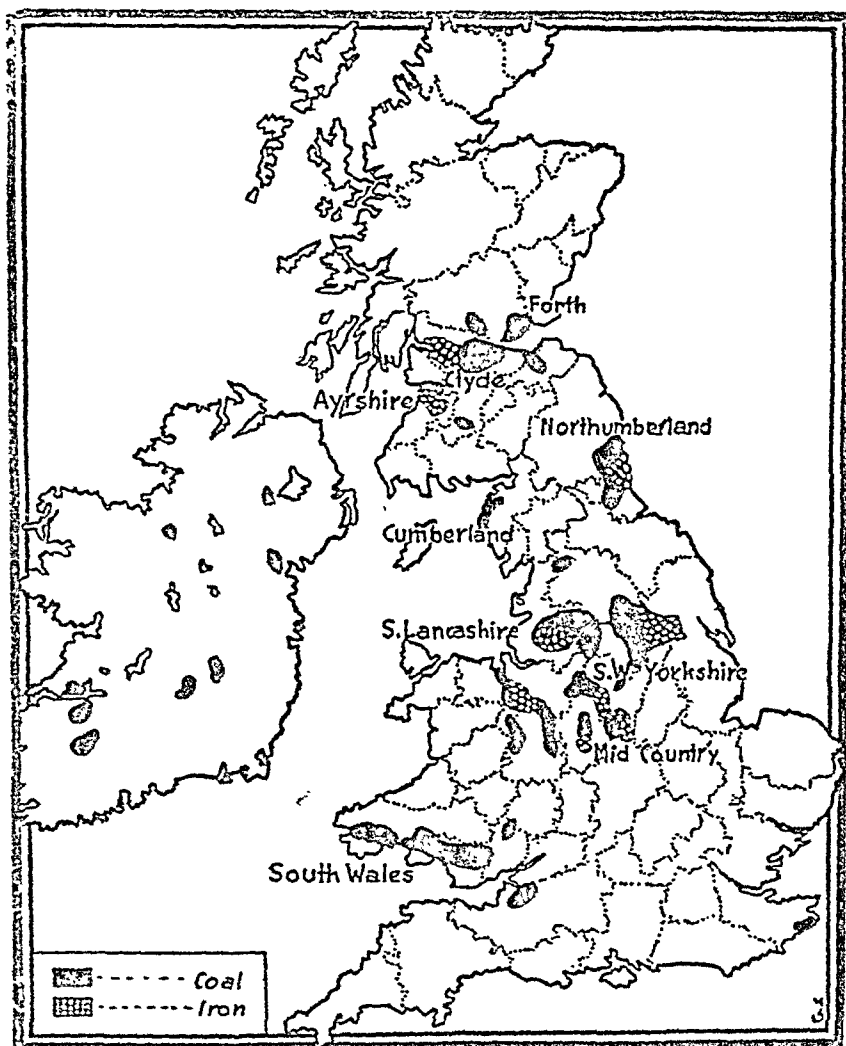 Forth
Clyde
Ayrshire
Northumberland
Cumberland
S. Lancashire
S.W. Yorkshire
Mid Country
South Wales
Coal
Iron